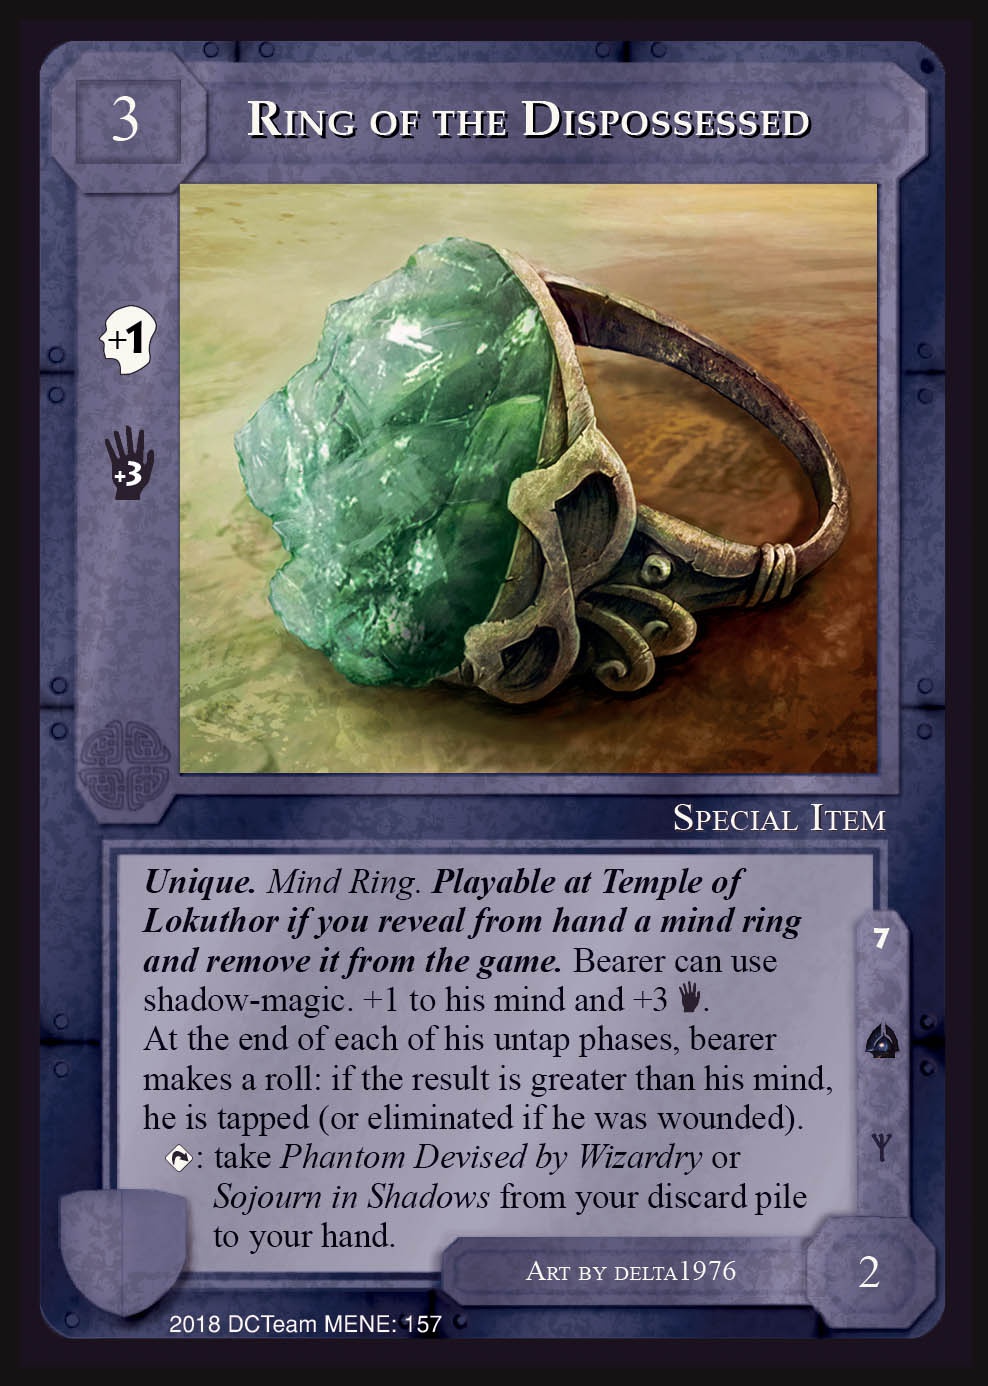 3
Ring of the Dispossessed
+1
+3
Special Item
Unique. Mind Ring. Playable at Temple of
Lokuthor if you reveal from hand a mind ring
and remove it from the game. Bearer can use
shadow-magic. +1 to his mind and +3 .
At the end of each of his untap phases, bearer
makes a roll: if the result is greater than his mind,
he is tapped (or eliminated if he was wounded).
: take Phantom Devised by Wizardry or
Sojourn in Shadows from your discard pile
to your hand.
7
Art by delta1976
2
2018 DCTeam MENE: 157